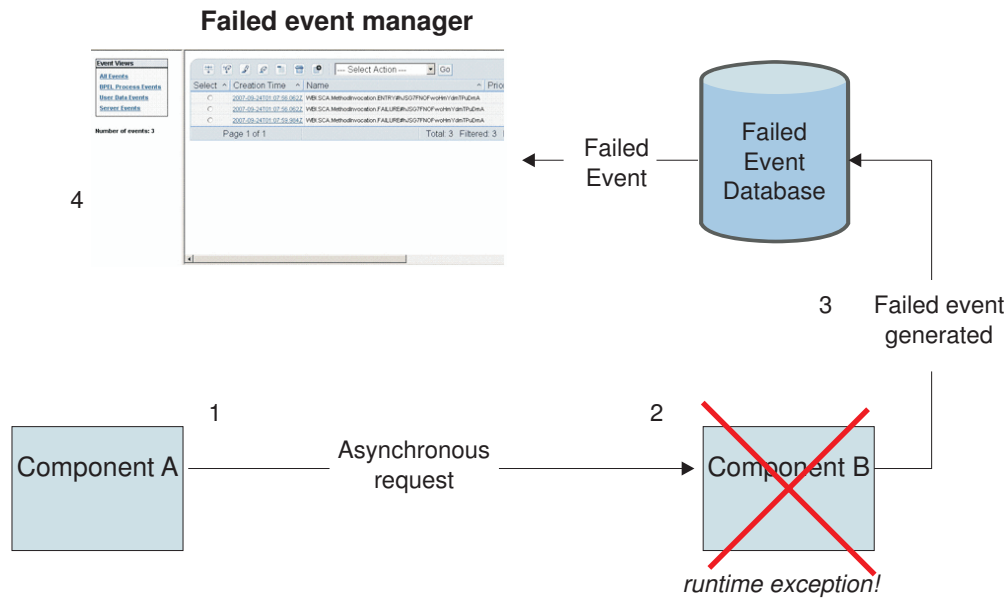 Failed event manager
Event Views
All Events
BPEL Process Events
User Data Events
Server Events
Number of events: 3
--- Select Action --- Go
Select ^ Creation Time ^ Name ^
Page 1 of 1 Total: 3 Filtered: 3
4
Failed
Event
Failed
Event
Database
3
Failed event
generated
1
2
Component A
Asynchronous
request
Component B
runtime exception!